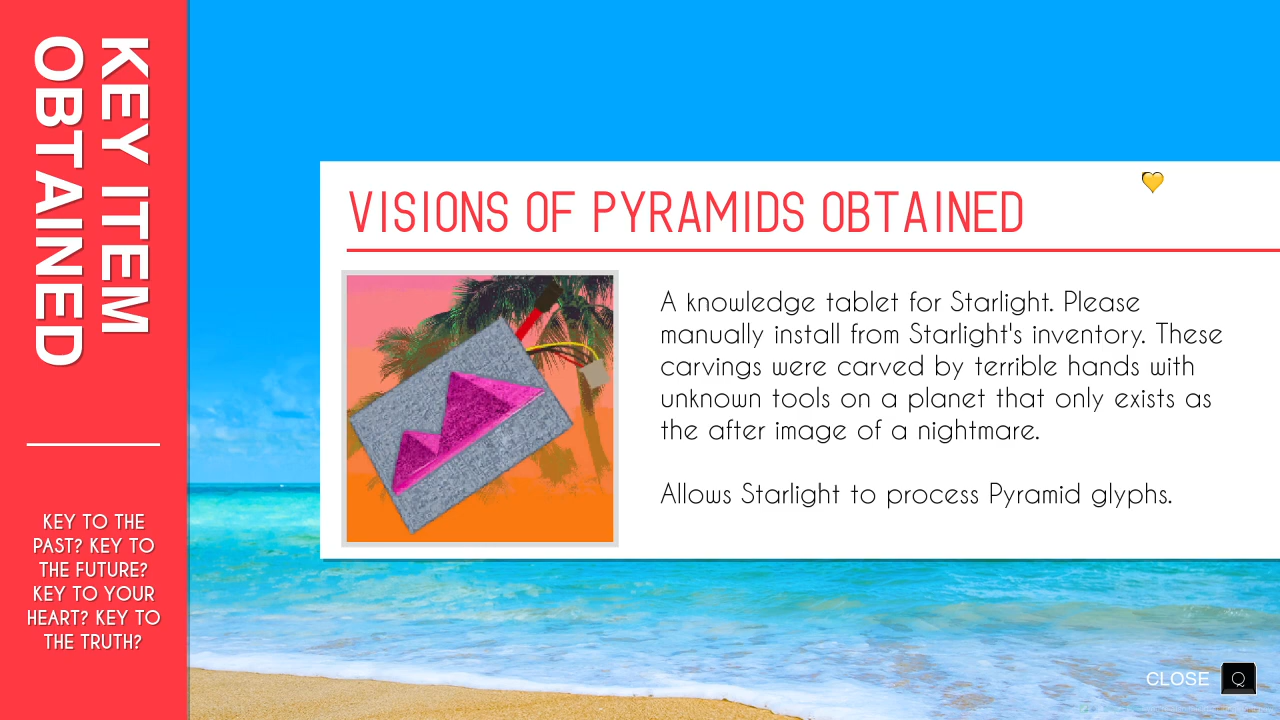 KEY ITEM
OBTAINED
KEY TO THE
PAST? KEY TO
THE FUTURE?
KEY TO YOUR
HEART? KEY TO
THE TRUTH?
VISIONS OF PYRAMIDS OBTAINED
A knowledge tablet for Starlight. Please
manually install from Starlight's inventory. These
carvings were carved by terrible hands with
unknown tools on a planet that only exists as
the after image of a nightmare.
Allows Starlight to process Pyramid glyphs.
CLOSE Q